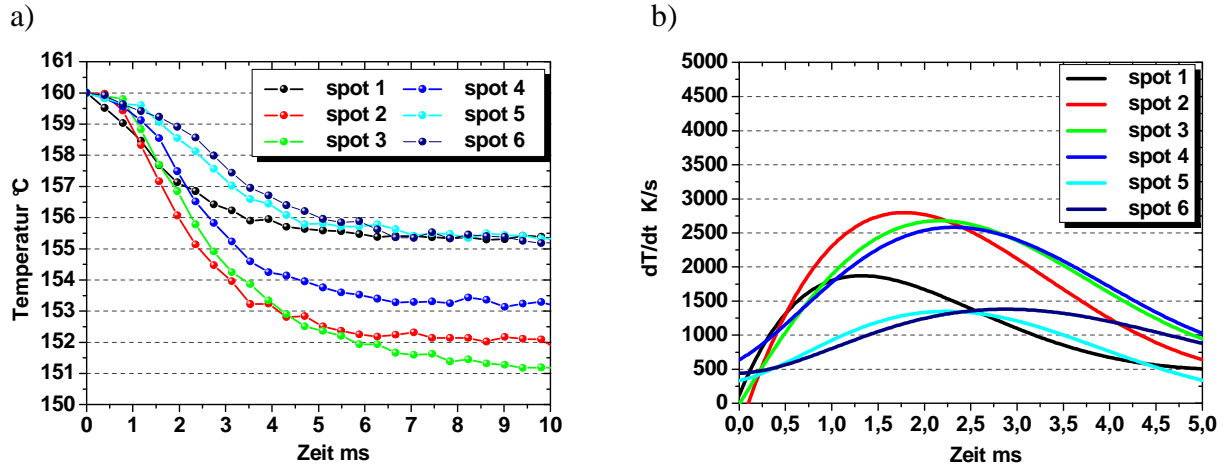 a)
161
160
159
158
157
156
155
154
153
152
151
150
Temperatur °C
0 1 2 3 4 5 6 7 8 9 10
Zeit ms
spot 1
spot 2
spot 3
spot 4
spot 5
spot 6
b)
5000
4500
4000
3500
3000
2500
2000
1500
1000
500
0
dT/dt K/s
0,0 0,5 1,0 1,5 2,0 2,5 3,0 3,5 4,0 4,5 5,0
Zeit ms
spot 1
spot 2
spot 3
spot 4
spot 5
spot 6